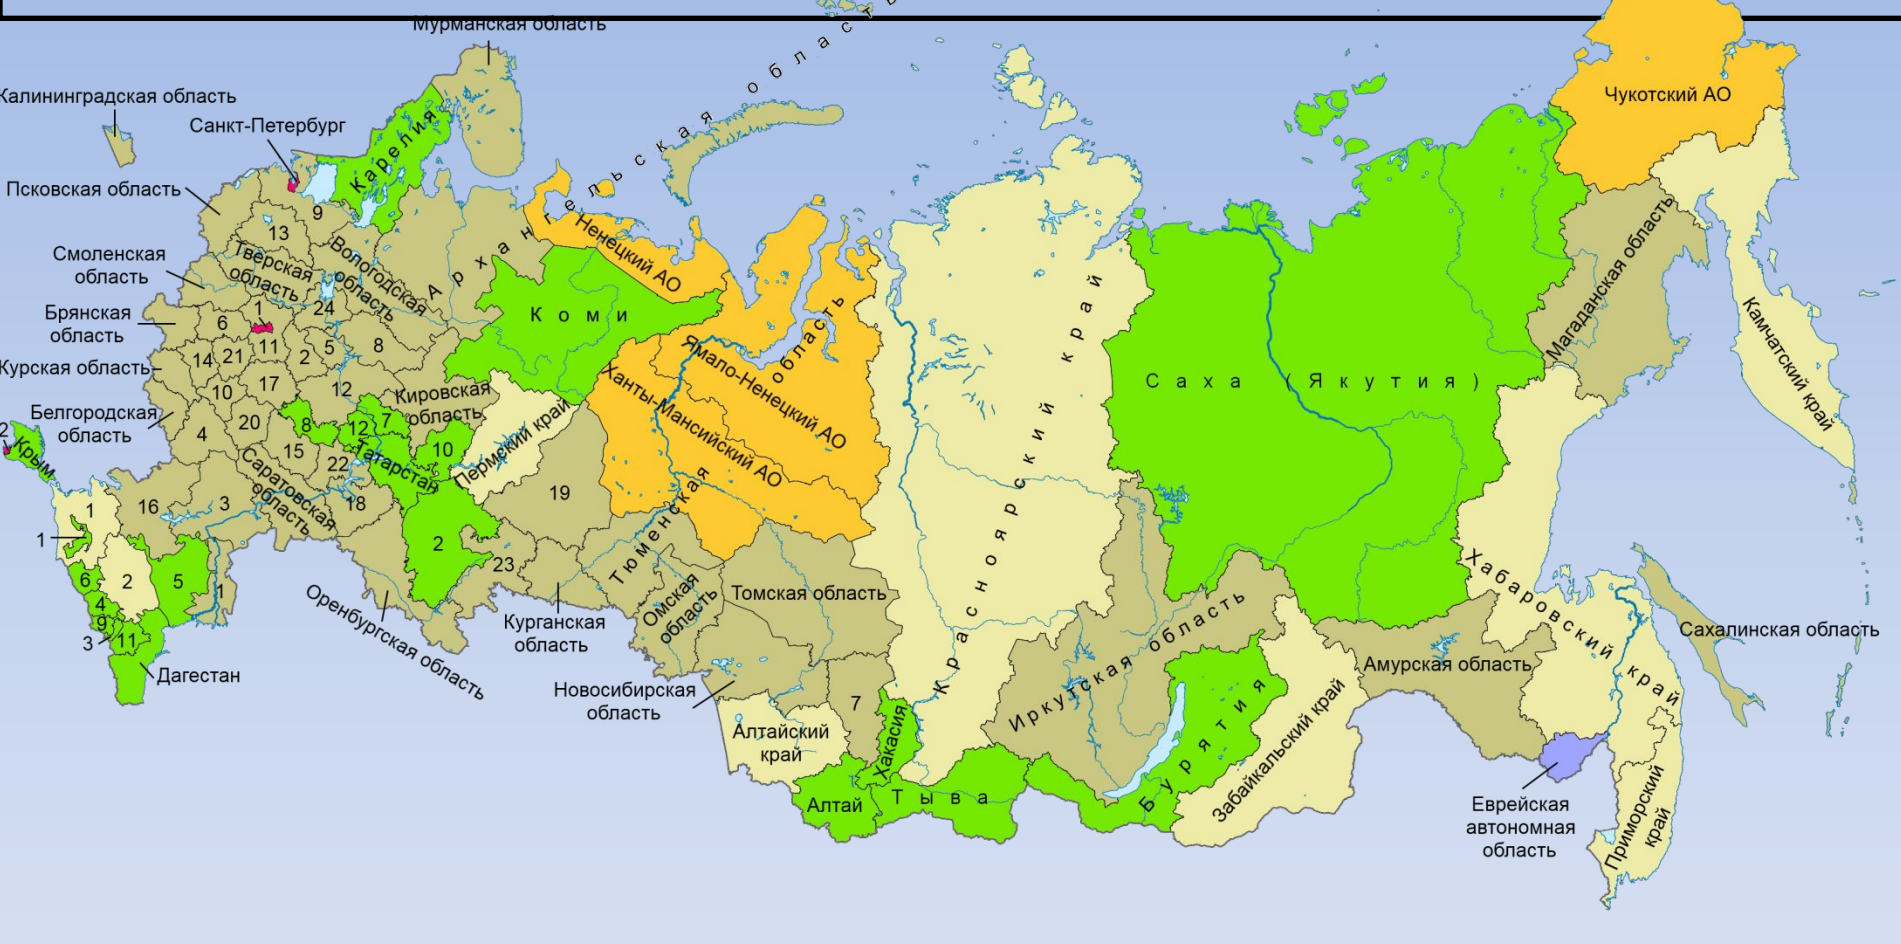 Мурманская область
Калининградская область
Санкт-Петербург
Карелия
Псковская область
Архангельская область
Чукотский АО
9
13
Смоленская
область
Тверская
область
Вологодская
область
Ненецкий АО
Коми
Брянская
область
6
1
24
14
21
11
2
5
8
Курская область
10
17
12
Кировская
область
Белгородская
область
4
20
8
12
7
10
Татарстан
Пермский край
2
Крым
15
22
Саратовская
область
18
16
3
19
1
1
6
2
5
1
4
9
3
11
Дагестан
2
23
Оренбургская область
Курганская
область
Ханты-Мансийский АО
Ямало-Ненецкий АО
Тюменская область
Омская
область
Томская область
Новосибирская
область
7
Алтайский
край
Алтай
Хакасия
Тыва
Красноярский край
Саха (Якутия)
Иркутская область
Бурятия
Забайкальский край
Амурская область
Магаданская область
Камчатский край
Хабаровский край
Сахалинская область
Еврейская
автономная
область
Приморский
край